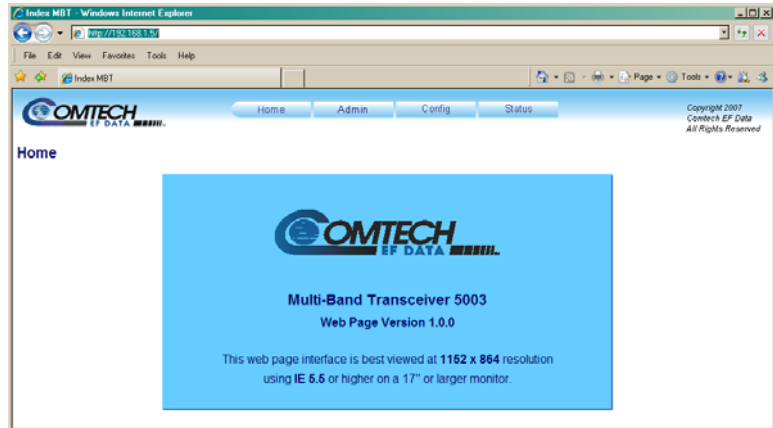 Index MBT - Windows Internet Explorer
http://192.168.1.5/
File Edit View Favorites Tools Help
Index MBT
Page
Tools
COMTECH
EF DATA
Home Admin Config Status
Copyright 2007
Comtech EF Data
All Rights Reserved
Home
COMTECH
EF DATA
Multi-Band Transceiver 5003
Web Page Version 1.0.0
This web page interface is best viewed at 1152 x 864 resolution
using IE 5.5 or higher on a 17" or larger monitor.